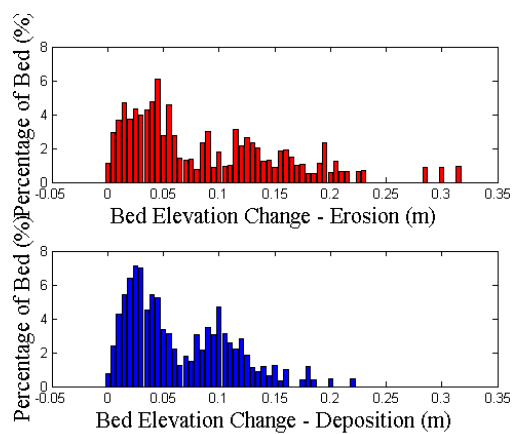 Percentage of Bed (%)
8
6
4
2
0
-0.05 0 0.05 0.1 0.15 0.2 0.25 0.3 0.35
Bed Elevation Change - Erosion (m)
Percentage of Bed (%)
8
6
4
2
0
-0.05 0 0.05 0.1 0.15 0.2 0.25 0.3 0.35
Bed Elevation Change - Deposition (m)